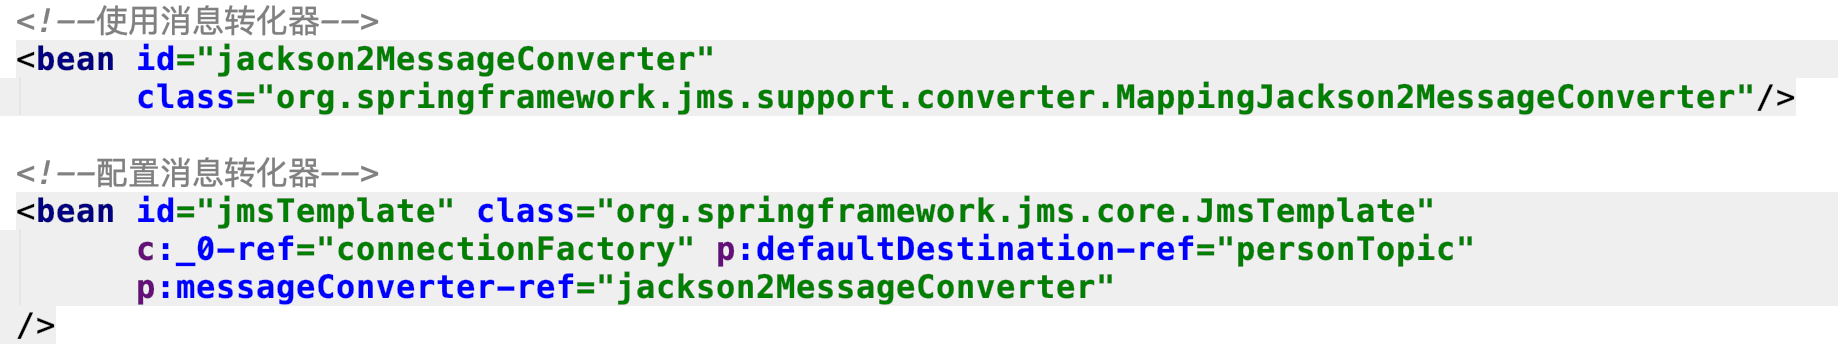 <!--使用消息转化器-->
<bean id="jackson2MessageConverter"
      class="org.springframework.jms.support.converter.MappingJackson2MessageConverter"/>

<!--配置消息转化器-->
<bean id="jmsTemplate" class="org.springframework.jms.core.JmsTemplate"
      c:_0-ref="connectionFactory" p:defaultDestination-ref="personTopic"
      p:messageConverter-ref="jackson2MessageConverter"
/>